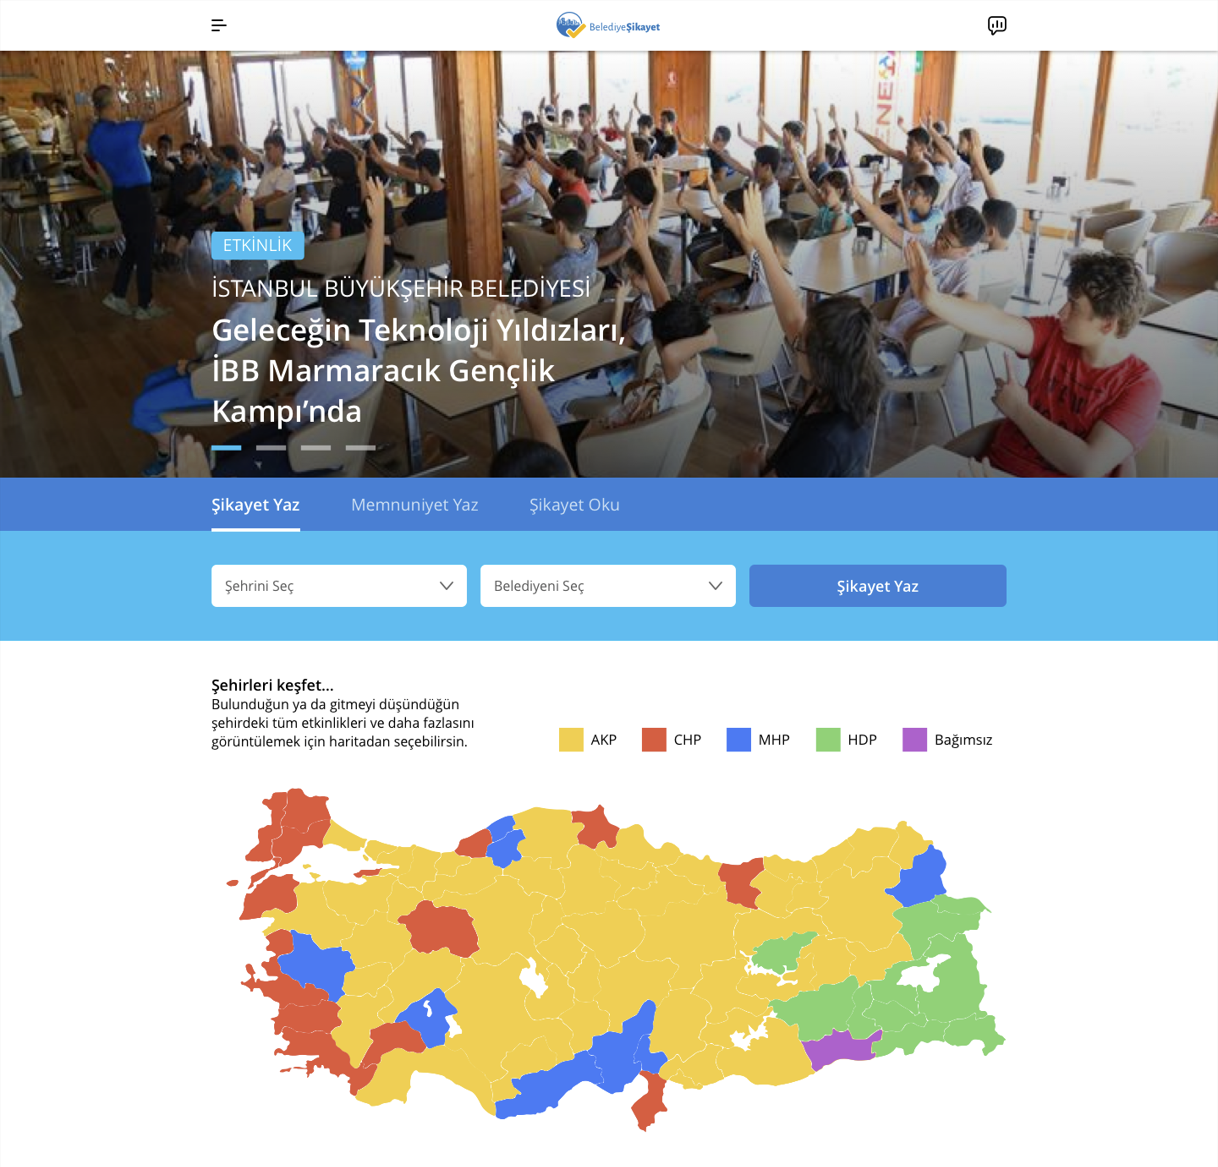 BelediyeŞikayet
ETKİNLİK
İSTANBUL BÜYÜKŞEHİR BELEDİYESİ
Geleceğin Teknoloji Yıldızları,
İBB Marmaracık Gençlik
Kampı’nda
Şikayet Yaz
Memnuniyet Yaz
Şikayet Oku
Şehrini Seç
Belediyeni Seç
Şikayet Yaz
Şehirleri keşfet...
Bulunduğun ya da gitmeyi düşündüğün
şehirdeki tüm etkinlikleri ve daha fazlasını
görüntülemek için haritadan seçebilirsin.
AKP
CHP
MHP
HDP
Bağımsız